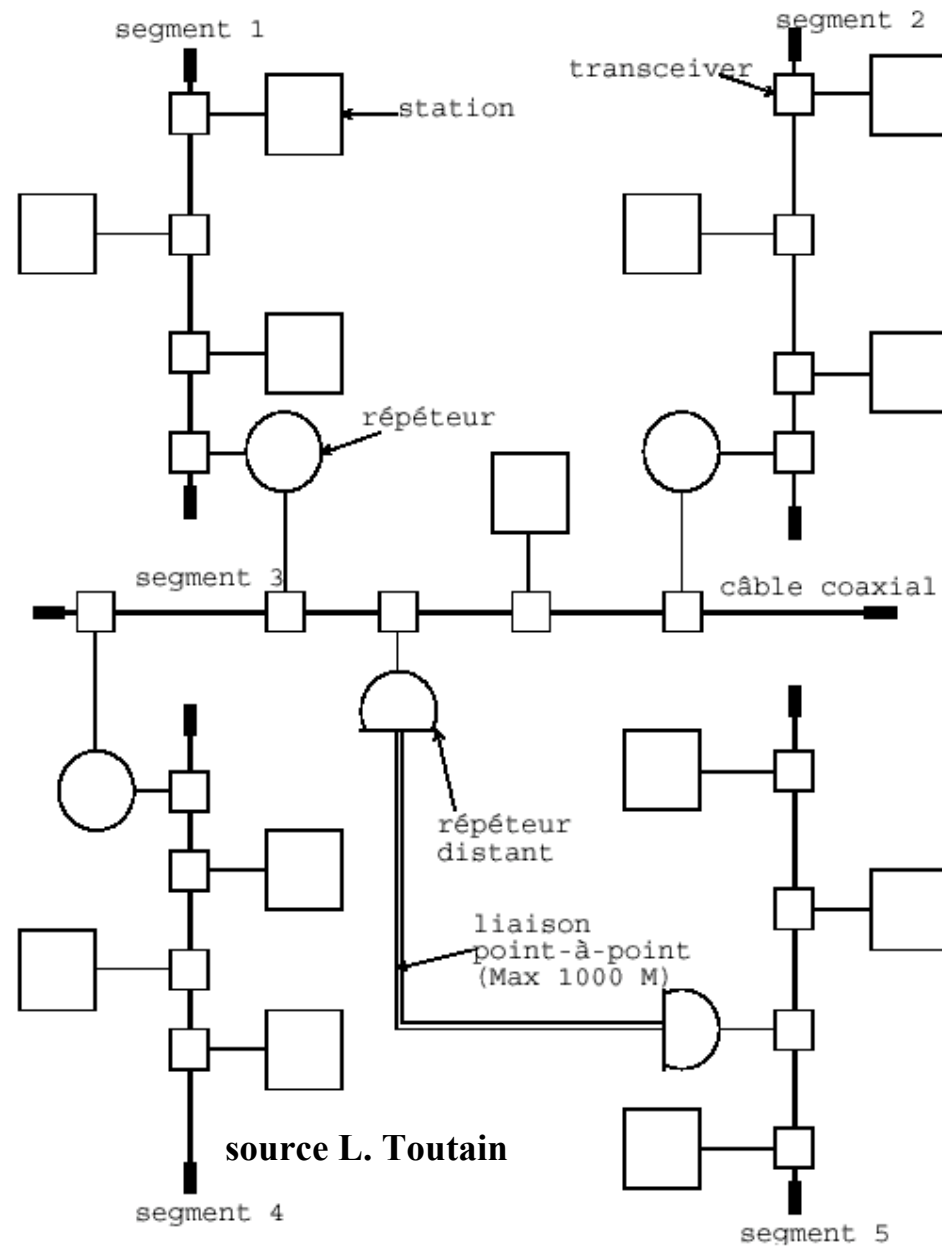 segment 1
segment 2
transceiver
station
répéteur
segment 3
câble coaxial
répéteur
distant
liaison
point-à-point
(Max 1000 M)
source L. Toutain
segment 4
segment 5